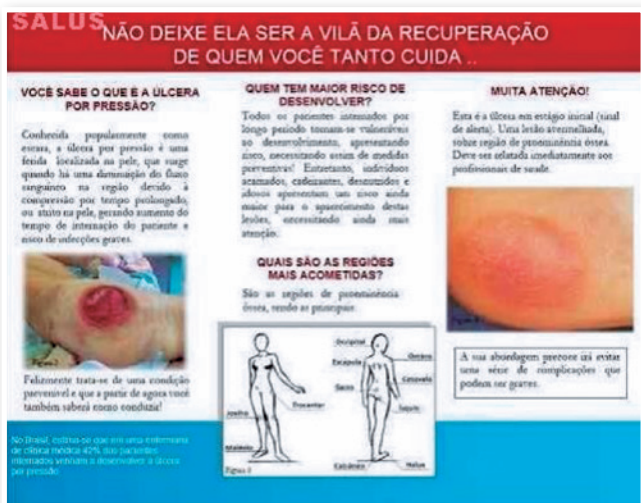 SALUS
NÃO DEIXE ELA SER A VILÃ DA RECUPERAÇÃO
DE QUEM VOCÊ TANTO CUIDA ..
VOCÊ SABE O QUE É A ÚLCERA
POR PRESSÃO?
Conhecida popularmente como
escara, a úlcera por pressão é uma
ferida localizada na pele, que surge
quando há uma diminuição do fluxo
sanguíneo na região devido à
compressão por tempo prolongado,
ou atrito na pele, gerando aumento do
tempo de internação do paciente e
risco de infecções graves.
Felizmente trata-se de uma condição
prevenível e que a partir de agora você
também saberá como conduzir!
No Brasil, estima-se que em uma enfermaria
de clínica médica 42% dos pacientes
internados venham a desenvolver a úlcera
por pressão.
QUEM TEM MAIOR RISCO DE
DESENVOLVER?
Todos os pacientes internados por
longo período tornam-se vulneráveis
ao desenvolvimento, apresentando
risco, necessitando assim de medidas
preventivas! Entretanto, indivíduos
acamados, cadeirantes, desnutridos e
idosos apresentam um risco ainda
maior para o aparecimento destas
lesões, necessitando ainda mais
atenção.
QUAIS SÃO AS REGIÕES
MAIS ACOMETIDAS?
São as regiões de proeminência
óssea, sendo as principais:
Occipital
Escápula
Ombro
Cotovelo
Sacro
Trocanter
Ísquio
Joelho
Maléolo
Calcâneo
Figura 3
MUITA ATENÇÃO!
Esta é a úlcera em estágio inicial (sinal
de alerta). Uma lesão avermelhada,
sobre região de proeminência óssea.
Deve ser relatada imediatamente aos
profissionais de saúde.
A sua abordagem precoce irá evitar
uma série de complicações que
podem ser graves.